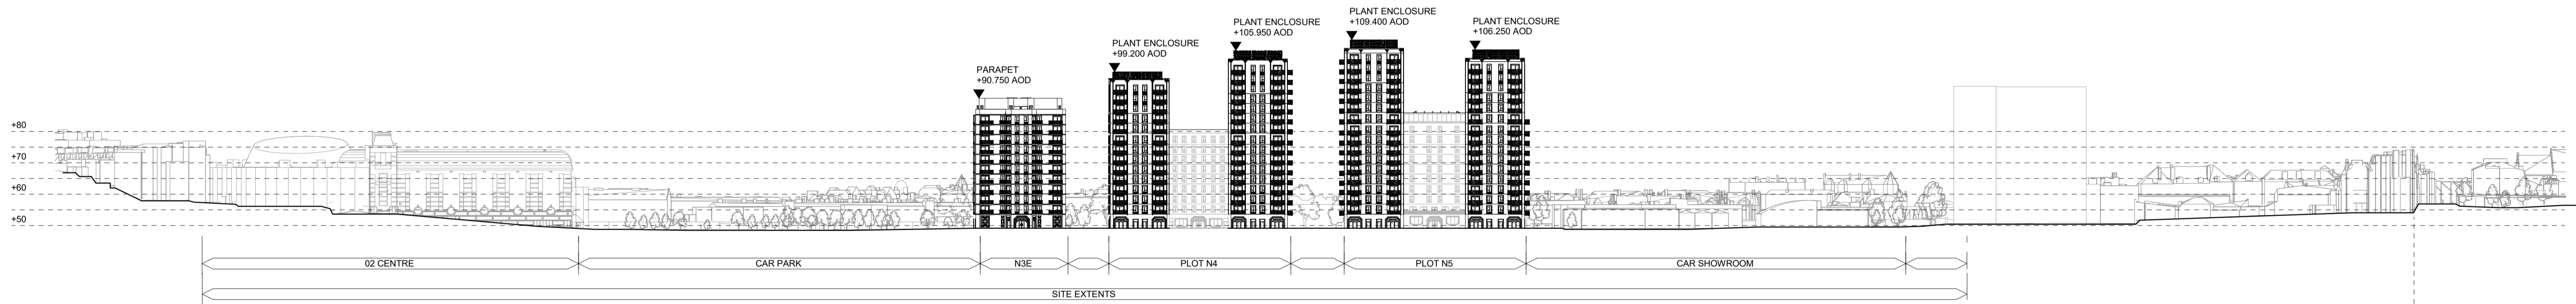 PLANT ENCLOSURE
+109.400 AOD
PLANT ENCLOSURE
+105.950 AOD
PLANT ENCLOSURE
+106.250 AOD
PLANT ENCLOSURE
+99.200 AOD
PARAPET
+90.750 AOD
+80
+70
+60
+50
02 CENTRE
CAR PARK
N3E
PLOT N4
PLOT N5
CAR SHOWROOM
SITE EXTENTS